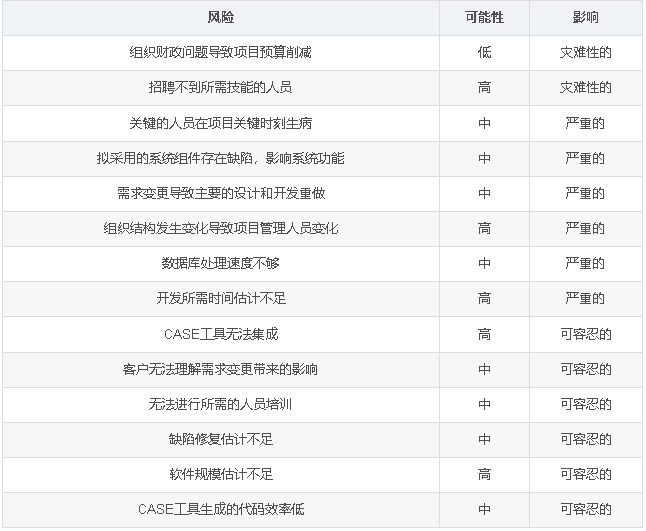 风险 可能性 影响
组织财政问题导致项目预算削减 低 灾难性的
招聘不到所需技能的人员 高 灾难性的
关键的人员在项目关键时刻生病 中 严重的
拟采用的系统组件存在缺陷，影响系统功能 中 严重的
需求变更导致主要的设计和开发重做 中 严重的
组织结构发生变化导致项目管理人员变化 高 严重的
数据库处理速度不够 中 严重的
开发所需时间估计不足 高 严重的
CASE工具无法集成 高 可容忍的
客户无法理解需求变更带来的影响 中 可容忍的
无法进行所需的人员培训 中 可容忍的
缺陷修复估计不足 中 可容忍的
软件规模估计不足 高 可容忍的
CASE工具生成的代码效率低 中 可容忍的